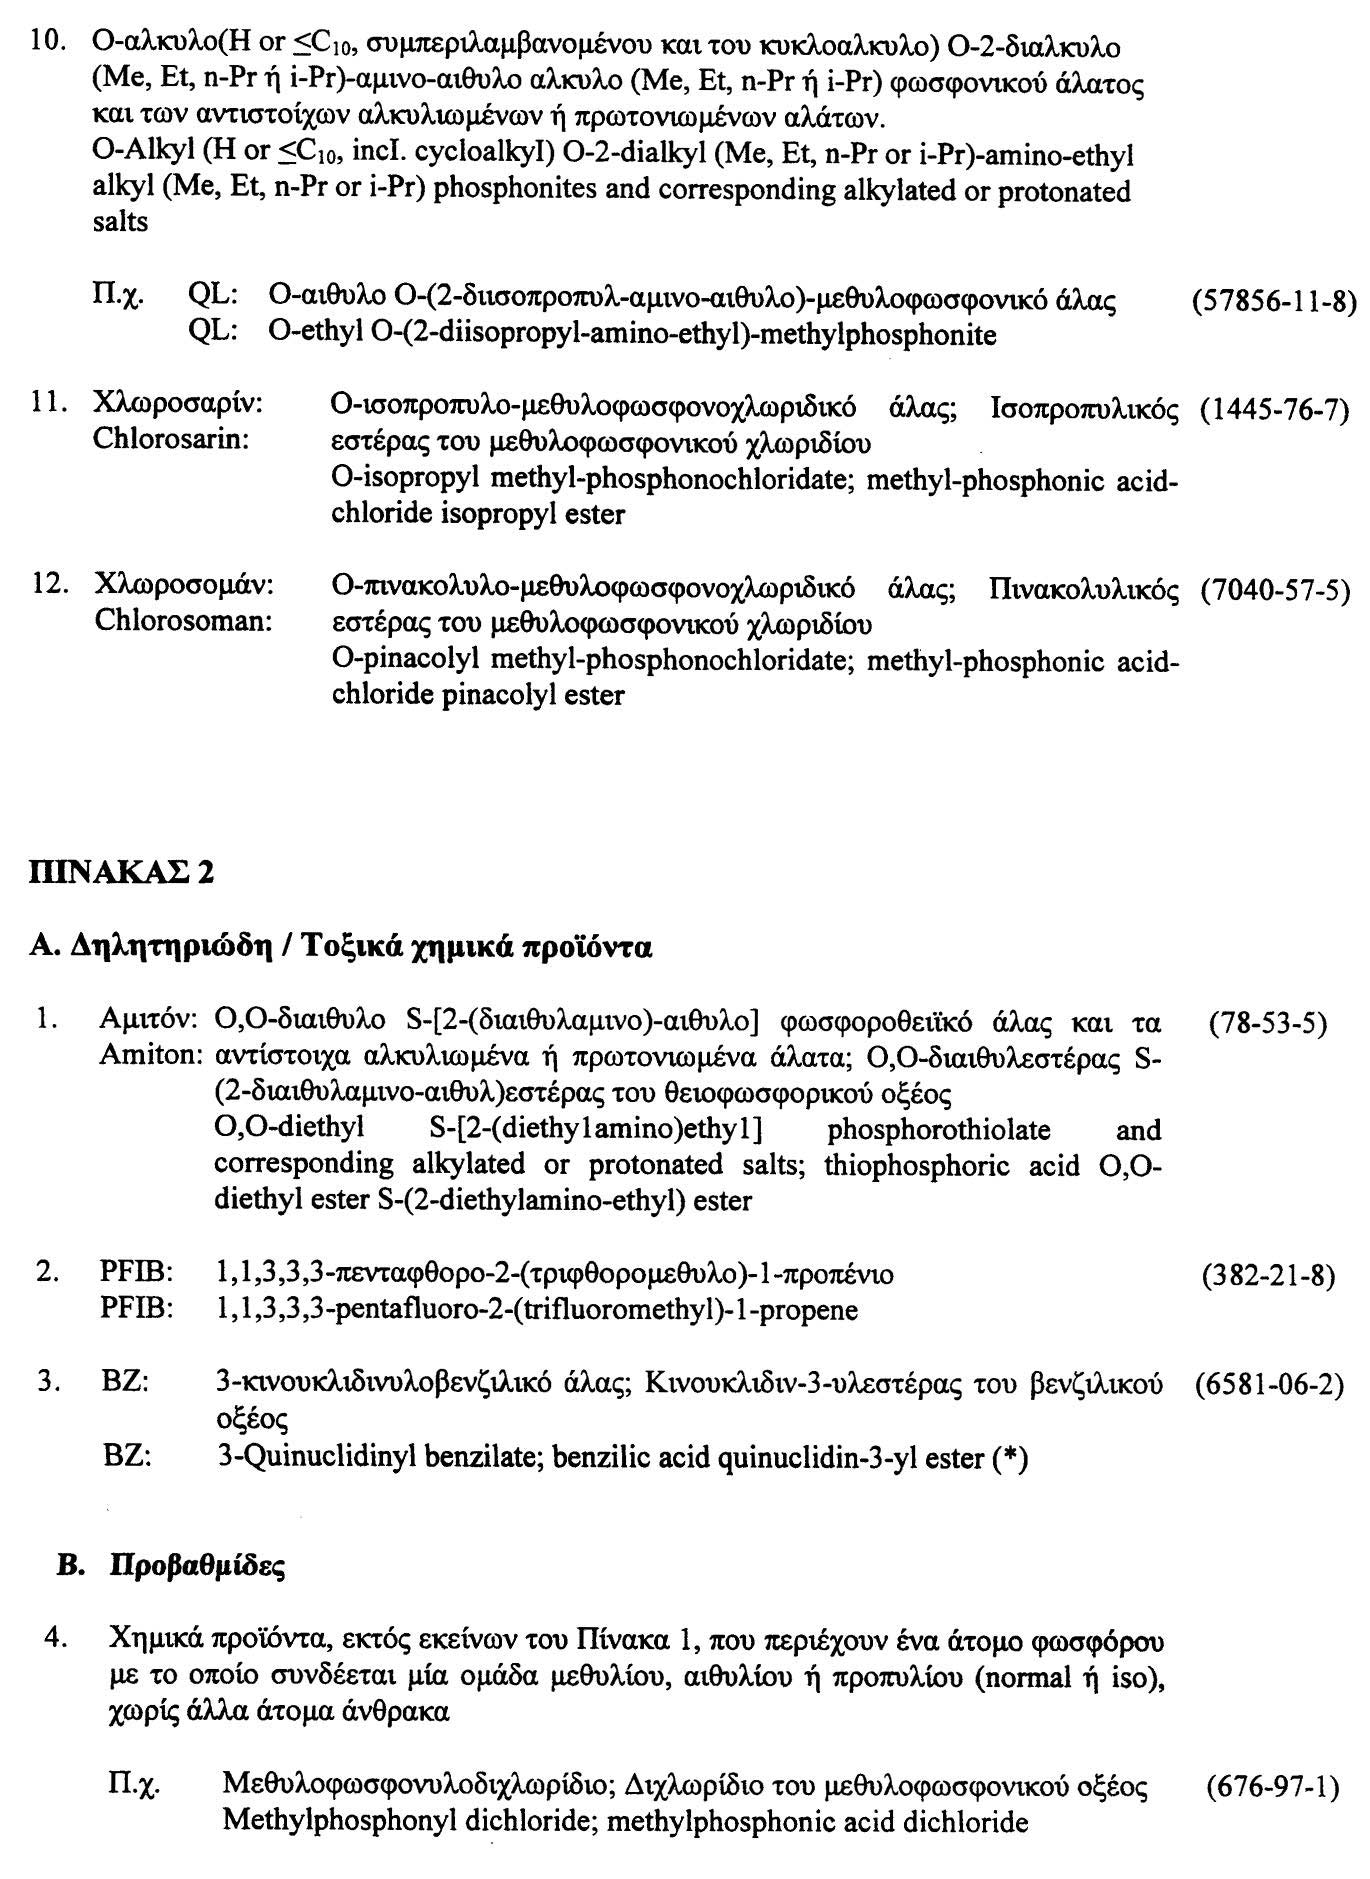 10. Ο-αλκυλο(Η or ≤C10, συμπεριλαμβανομένου και του κυκλοαλκυλο) Ο-2-διαλκυλο
(Me, Et, n-Pr ή i-Pr)-αμινο-αιθυλο αλκυλο (Me, Et, n-Pr ή i-Pr) φωσφονικού άλατος
και των αντιστοίχων αλκυλιωμένων ή πρωτονιωμένων αλάτων.
O-Alkyl (H or ≤C10, incl. cycloalkyl) O-2-dialkyl (Me, Et, n-Pr or i-Pr)-amino-ethyl
alkyl (Me, Et, n-Pr or i-Pr) phosphonites and corresponding alkylated or protonated
salts
Π.χ. QL: Ο-αιθυλο Ο-(2-διισοπροπυλ-αμινο-αιθυλο)-μεθυλοφωσφονικό άλας (57856-11-8)
QL: O-ethyl O-(2-diisopropyl-amino-ethyl)-methylphosphonite
11. Χλωροσαρίν: Ο-ισοπροπυλο-μεθυλοφωσφονοχλωριδικό άλας; Ισοπροπυλικός (1445-76-7)
Chlorosarin: εστέρας του μεθυλοφωσφονικού χλωριδίου
O-isopropyl methyl-phosphonochloridate; methyl-phosphonic acid-
chloride isopropyl ester
12. Χλωροσομάν: Ο-πινακολυλο-μεθυλοφωσφονοχλωριδικό άλας; Πινακολυλικός (7040-57-5)
Chlorosoman: εστέρας του μεθυλοφωσφονικού χλωριδίου
O-pinacolyl methyl-phosphonochloridate; methyl-phosphonic acid-
chloride pinacolyl ester
ΠΙΝΑΚΑΣ 2
Α. Δηλητηριώδη / Τοξικά χημικά προϊόντα
1. Αμιτόν: Ο,Ο-διαιθυλο S-[2-(διαιθυλαμινο)-αιθυλο] φωσφοροθειϊκό άλας και τα (78-53-5)
Amiton: αντίστοιχα αλκυλιωμένα ή πρωτονιωμένα άλατα; Ο,Ο-διαιθυλεστέρας S-
(2-διαιθυλαμινο-αιθυλ)εστέρας του θειοφωσφορικού οξέος
O,O-diethyl S-[2-(diethylamino)ethyl] phosphorothiolate and
corresponding alkylated or protonated salts; thiophosphoric acid O,O-
diethyl ester S-(2-diethylamino-ethyl) ester
2. PFIB: 1,1,3,3,3-πενταφθορο-2-(τριφθορομεθυλο)-1-προπένιο (382-21-8)
PFIB: 1,1,3,3,3-pentafluoro-2-(trifluoromethyl)-1-propene
3. BZ: 3-κινουκλιδινυλοβενζιλικό άλας; Κινουκλιδιν-3-υλεστέρας του βενζιλικού (6581-06-2)
οξέος
BZ: 3-Quinuclidinyl benzilate; benzilic acid quinuclidin-3-yl ester (*)
Β. Προβαθμίδες
4. Χημικά προϊόντα, εκτός εκείνων του Πίνακα 1, που περιέχουν ένα άτομο φωσφόρου
με το οποίο συνδέεται μία ομάδα μεθυλίου, αιθυλίου ή προπυλίου (normal ή iso),
χωρίς άλλα άτομα άνθρακα
Π.χ. Μεθυλοφωσφονυλοδιχλωρίδιο; Διχλωρίδιο του μεθυλοφωσφονικού οξέος (676-97-1)
Methylphosphonyl dichloride; methylphosphonic acid dichloride